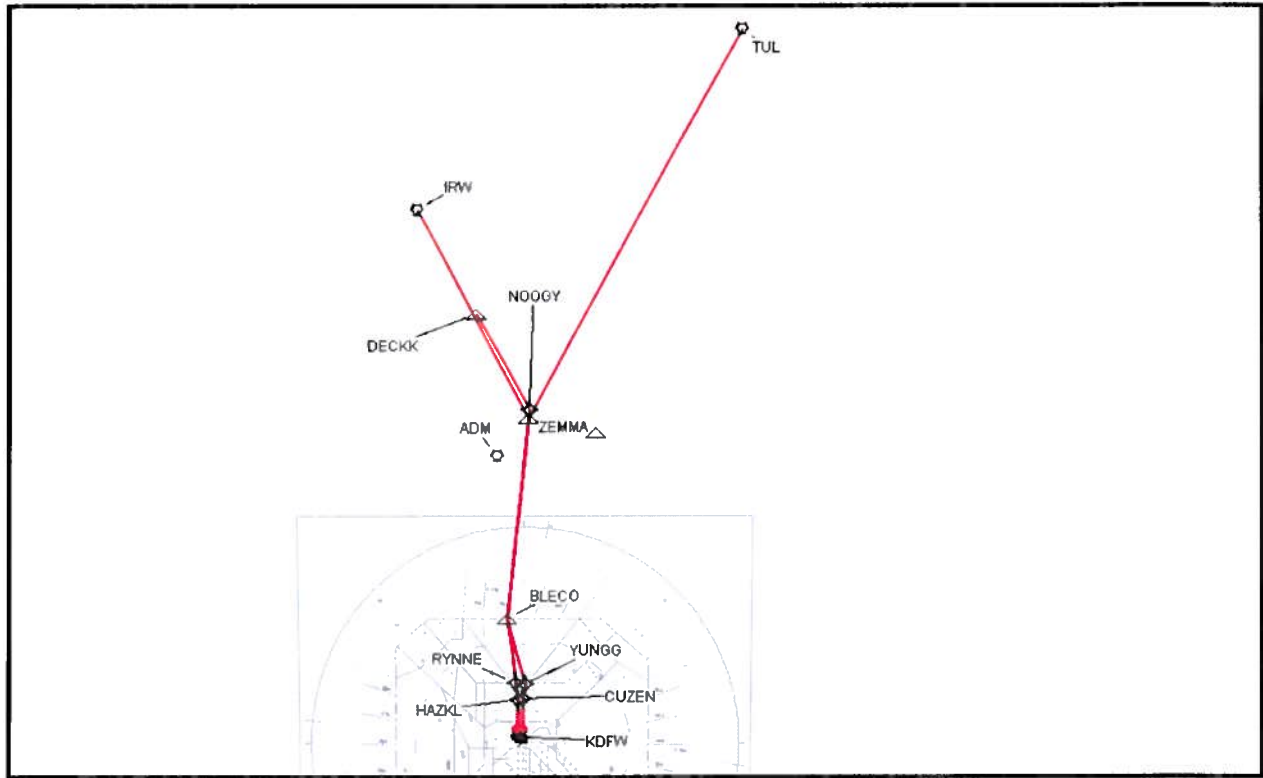 TUL
IRW
NOOGY
DECKK
ADM
ZEMMA
BLECO
RYNNE
YUNGG
HAZKL
CUZEN
KDFW